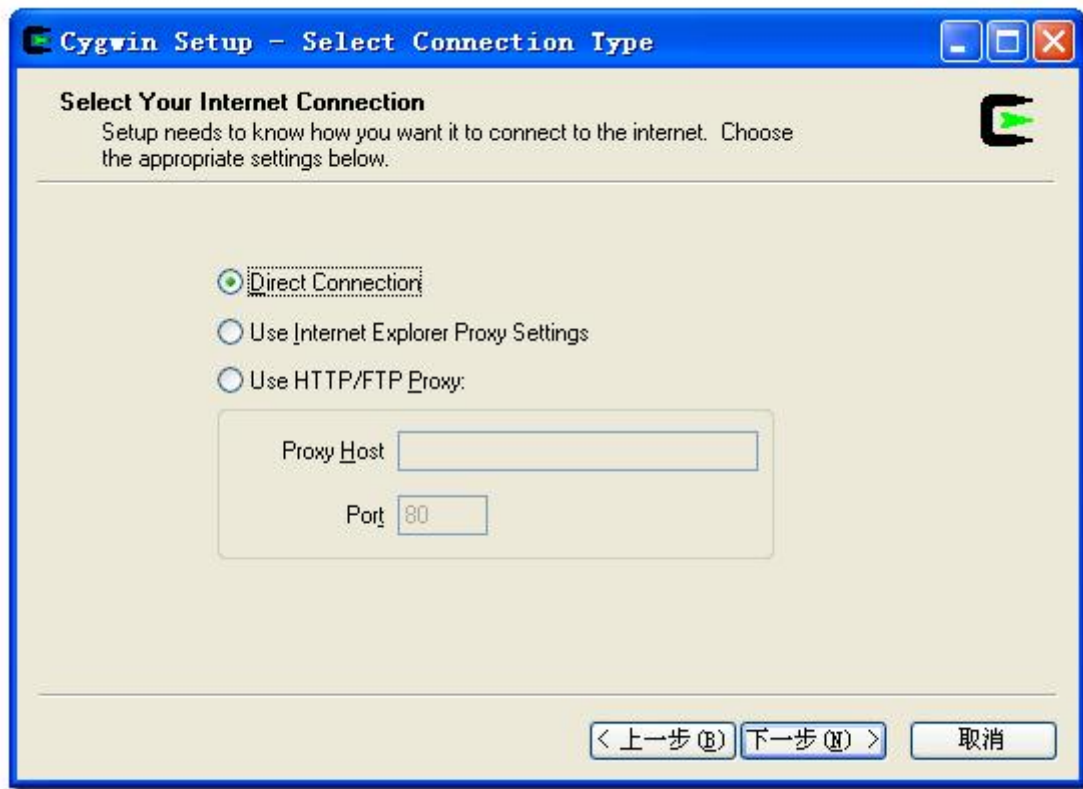 Cygwin Setup - Select Connection Type
Select Your Internet Connection
Setup needs to know how you want it to connect to the internet. Choose
the appropriate settings below.
Direct Connection
Use Internet Explorer Proxy Settings
Use HTTP/FTP Proxy:
Proxy Host
Port 80
< 上一步(B) 下一步(N) > 取消